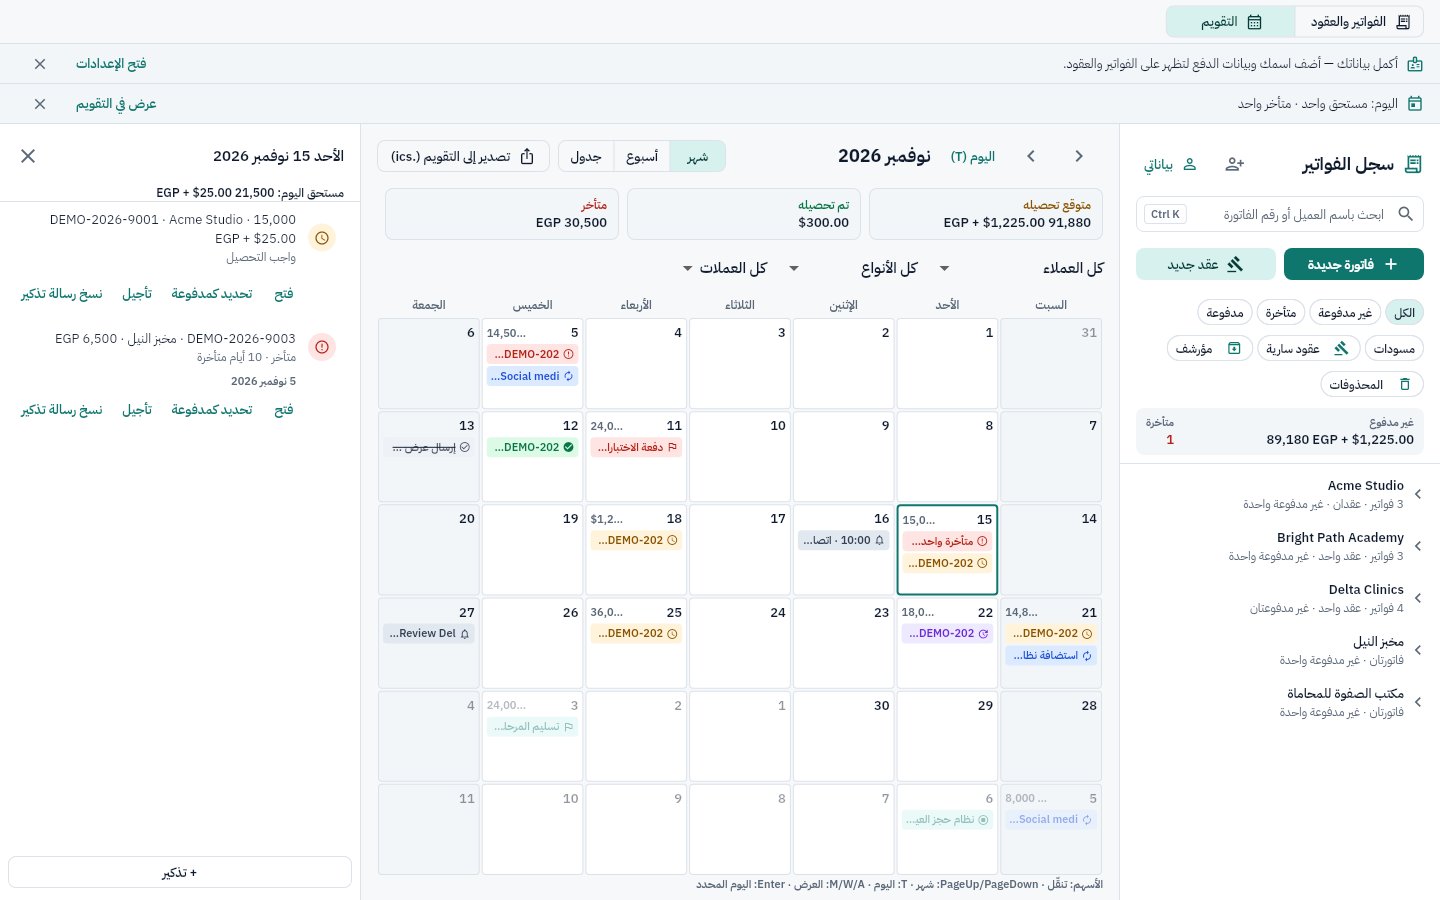 الفواتير والعقود
التقويم
أكمل بياناتك — أضف اسمك وبيانات الدفع لتظهر على الفواتير والعقود.
فتح الإعدادات
اليوم: مستحق واحد · متأخر واحد
عرض في التقويم
سجل الفواتير
بياناتي
ابحث باسم العميل أو رقم الفاتورة
Ctrl K
فاتورة جديدة
عقد جديد
الكل
غير مدفوعة
متأخرة
مدفوعة
مسودات
عقود سارية
مؤرشف
المحذوفات
غير مدفوع
89,180 EGP + $1,225.00
متأخرة
1
Acme Studio
3 فواتير · عقدان · غير مدفوعة واحدة
Bright Path Academy
3 فواتير · عقد واحد · غير مدفوعة واحدة
Delta Clinics
4 فواتير · عقد واحد · غير مدفوعتان
مخبز النيل
فاتورتان · غير مدفوعة واحدة
مكتب الصفوة للمحاماة
فاتورتان · غير مدفوعة واحدة
اليوم (T)
نوفمبر 2026
شهر
أسبوع
جدول
تصدير إلى التقويم (.ics)
متوقع تحصيله
91,880 EGP + $1,225.00
تم تحصيله
$300.00
متأخر
30,500 EGP
كل العملاء
كل الأنواع
كل العملات
السبت
الأحد
الإثنين
الثلاثاء
الأربعاء
الخميس
الجمعة
31
1
2
3
4
5
14,50...
DEMO-202...
Social medi...
6
7
8
9
10
11
24,0...
دفعة الاختبارا...
12
DEMO-202...
13
إرسال عرض ...
14
15
15,0...
متأخرة واحد...
DEMO-202...
16
10:00 · اتصا...
17
18
$1,2...
DEMO-202...
19
20
21
14,8...
DEMO-202...
استضافة نظا...
22
18,0...
DEMO-202...
23
24
25
36,0...
DEMO-202...
26
27
Review Del...
28
29
30
1
2
3
24,00...
تسليم المرحل...
4
5
8,000 ...
Social medi...
6
نظام حجز العي...
7
8
9
10
11
الأسهم: تنقّل · PageUp/PageDown: شهر · T: اليوم · M/W/A: العرض · Enter: اليوم المحدد
الأحد 15 نوفمبر 2026
مستحق اليوم: 21,500 EGP + $25.00
DEMO-2026-9001 · Acme Studio · 15,000
EGP + $25.00
واجب التحصيل
فتح
تحديد كمدفوعة
تأجيل
نسخ رسالة تذكير
DEMO-2026-9003 · مخبز النيل · 6,500 EGP
متأخر · 10 أيام متأخرة
5 نوفمبر 2026
فتح
تحديد كمدفوعة
تأجيل
نسخ رسالة تذكير
+ تذكير